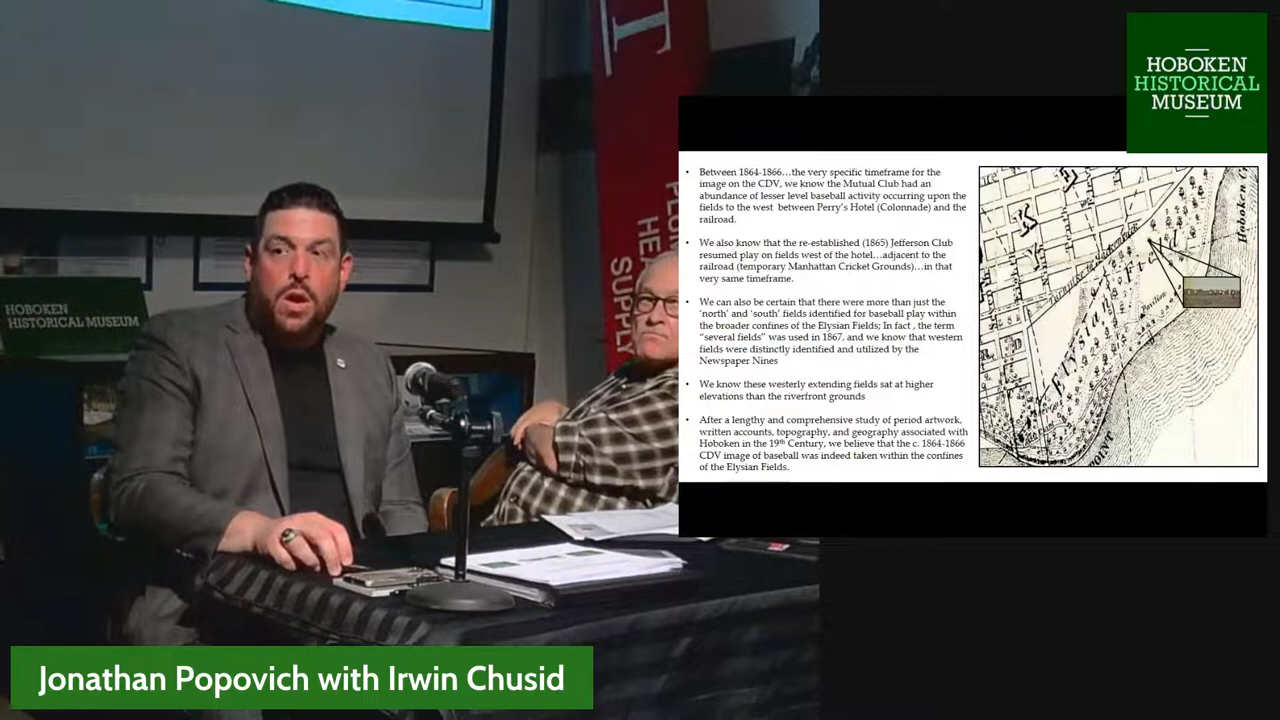 T
PEOP
HEA
SUPPLY
HOBOKEN
HISTORICAL MUSEUM
HOBOKEN
HISTORICAL
MUSEUM
• Between 1864-1866…the very specific timeframe for the
image on the CDV, we know the Mutual Club had an
abundance of lesser level baseball activity occurring upon the
fields to the west between Perry's Hotel (Colonnade) and the
railroad.
• We also know that the re-established (1865) Jefferson Club
resumed play on fields west of the hotel…adjacent to the
railroad (temporary Manhattan Cricket Grounds)…in that
very same timeframe.
• We can also be certain that there were more than just the
'north' and 'south' fields identified for baseball play within
the broader confines of the Elysian Fields; In fact , the term
"several fields" was used in 1867, and we know that western
fields were distinctly identified and utilized by the
Newspaper Nines
• We know these westerly extending fields sat at higher
elevations than the riverfront grounds
• After a lengthy and comprehensive study of period artwork,
written accounts, topography, and geography associated with
Hoboken in the 19th Century, we believe that the c. 1864-1866
CDV image of baseball was indeed taken within the confines
of the Elysian Fields.
Hoboken
Elysian
Pavilion
POINT
Jonathan Popovich with Irwin Chusid